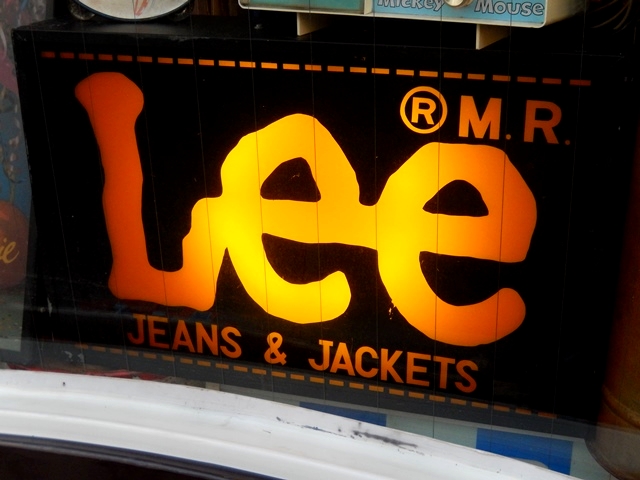 Mickey Mouse
® M.R.
Lee
JEANS & JACKETS